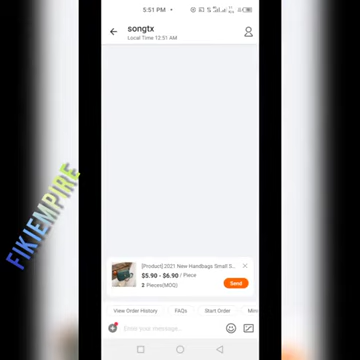 5:51 PM
songtx
Local Time 12:51 AM
FIKIEMPIRE
[Product] 2021 New Handbags Small S...
$5.90 - $6.90 / Piece
2 Pieces(MOQ)
Send
View Order History
FAQs
Start Order
Enter your message...